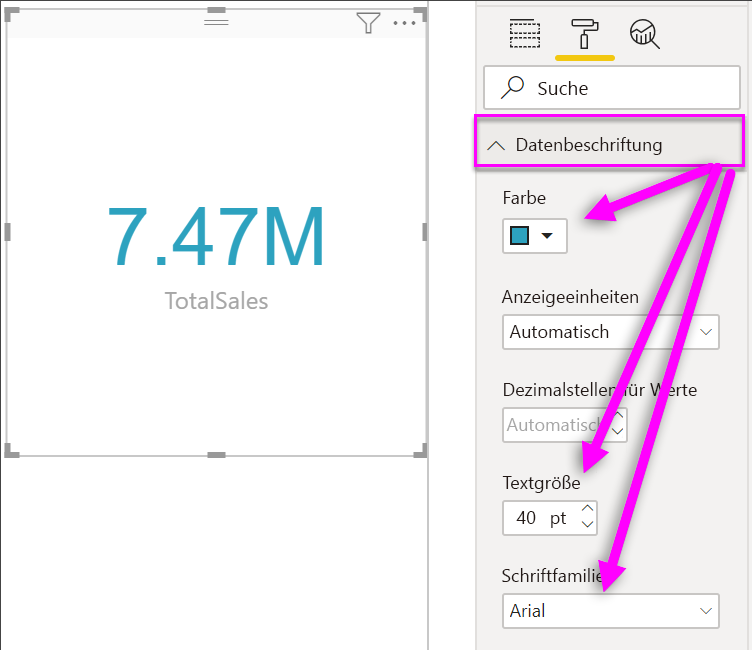 7.47M
TotalSales
Suche
Datenbeschriftung
Farbe
Anzeigeeinheiten
Automatisch
Dezimalstellen für Werte
Automatisch
Textgröße
40 pt
Schriftfamilie
Arial